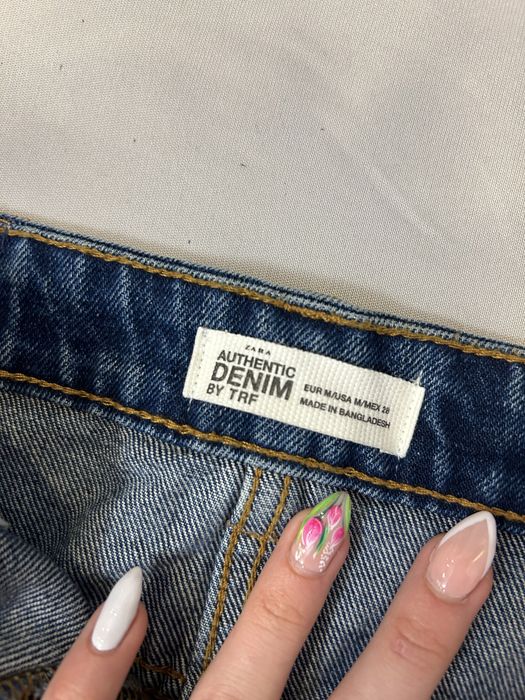 ZARA
AUTHENTIC
DENIM
BY TRF
EUR M/USA M/MEX 28
MADE IN BANGLADESH